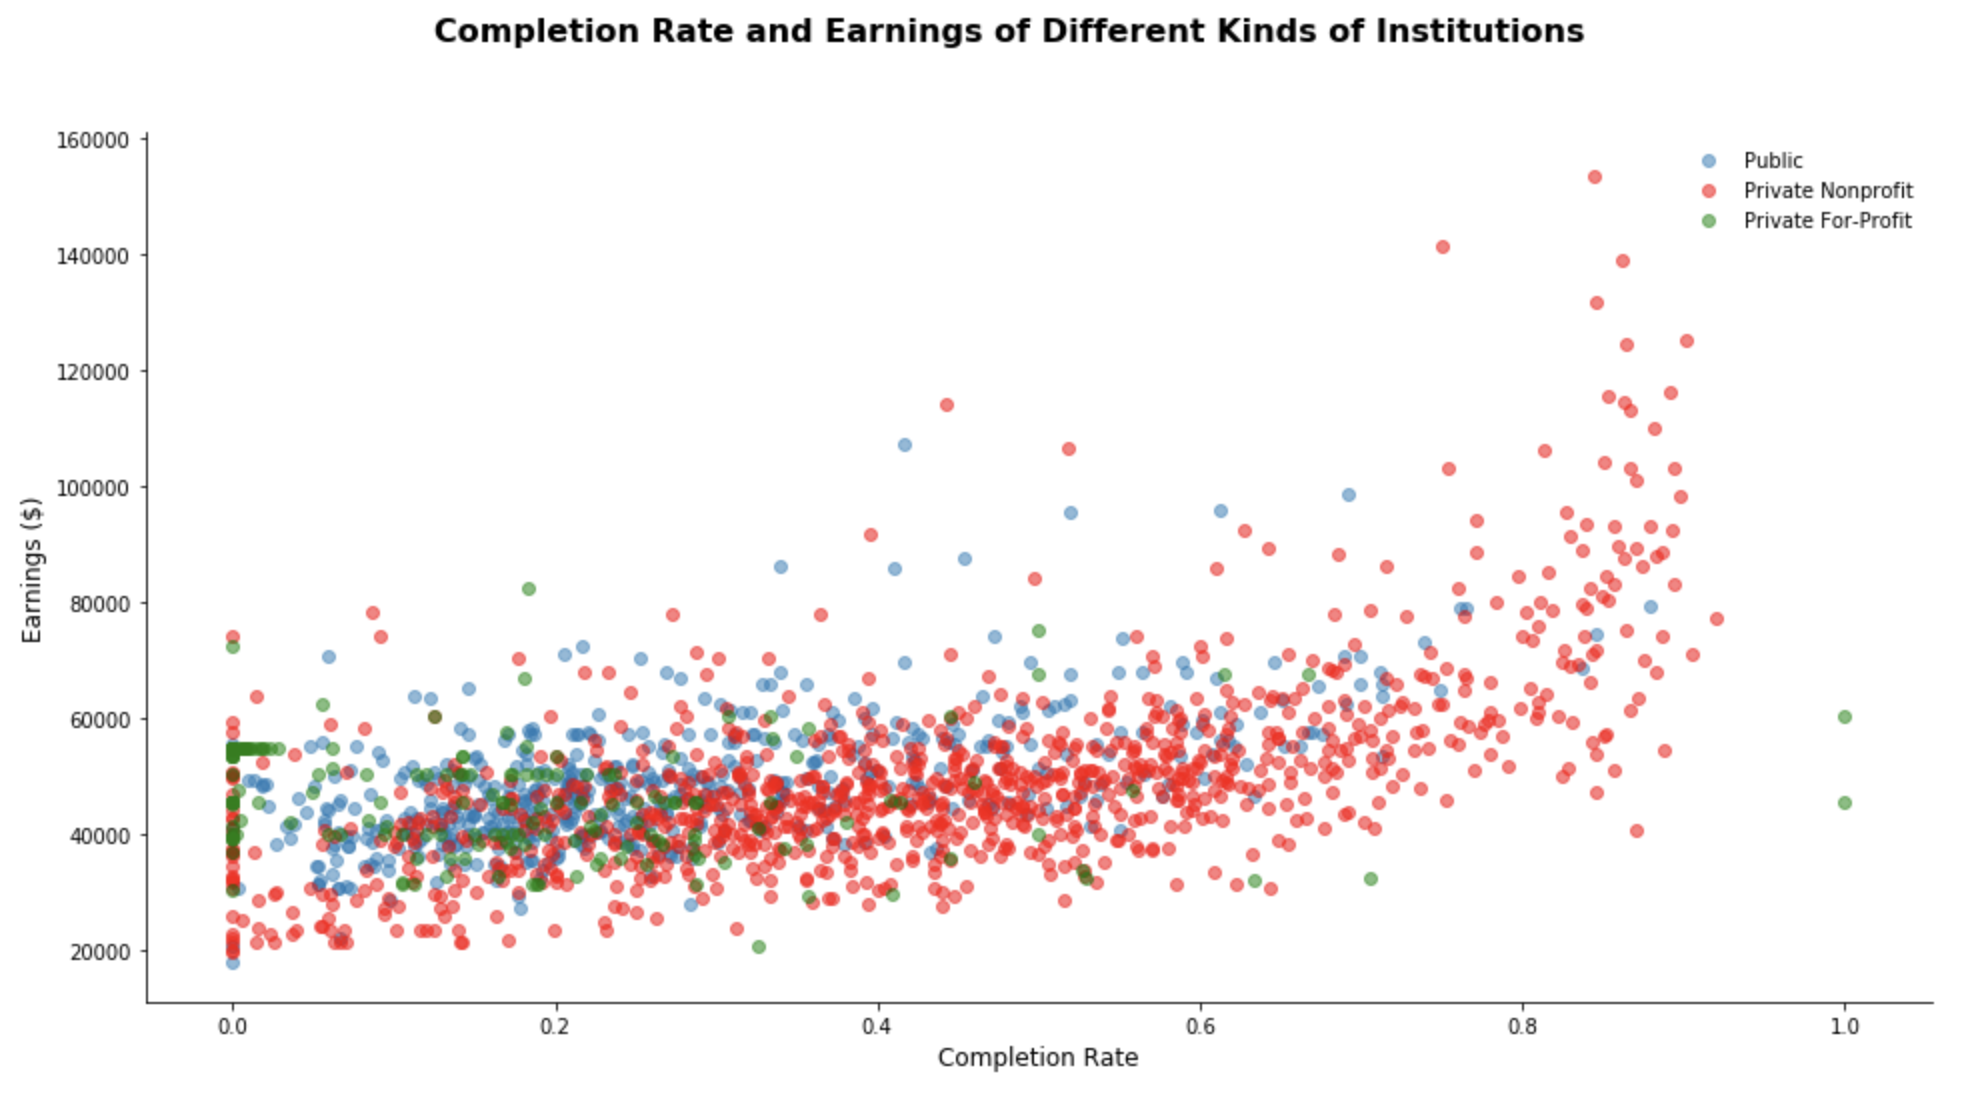 Completion Rate and Earnings of Different Kinds of Institutions
160000
140000
120000
100000
80000
60000
40000
20000
Earnings ($)
Public
Private Nonprofit
Private For-Profit
0.0 0.2 0.4 0.6 0.8 1.0
Completion Rate